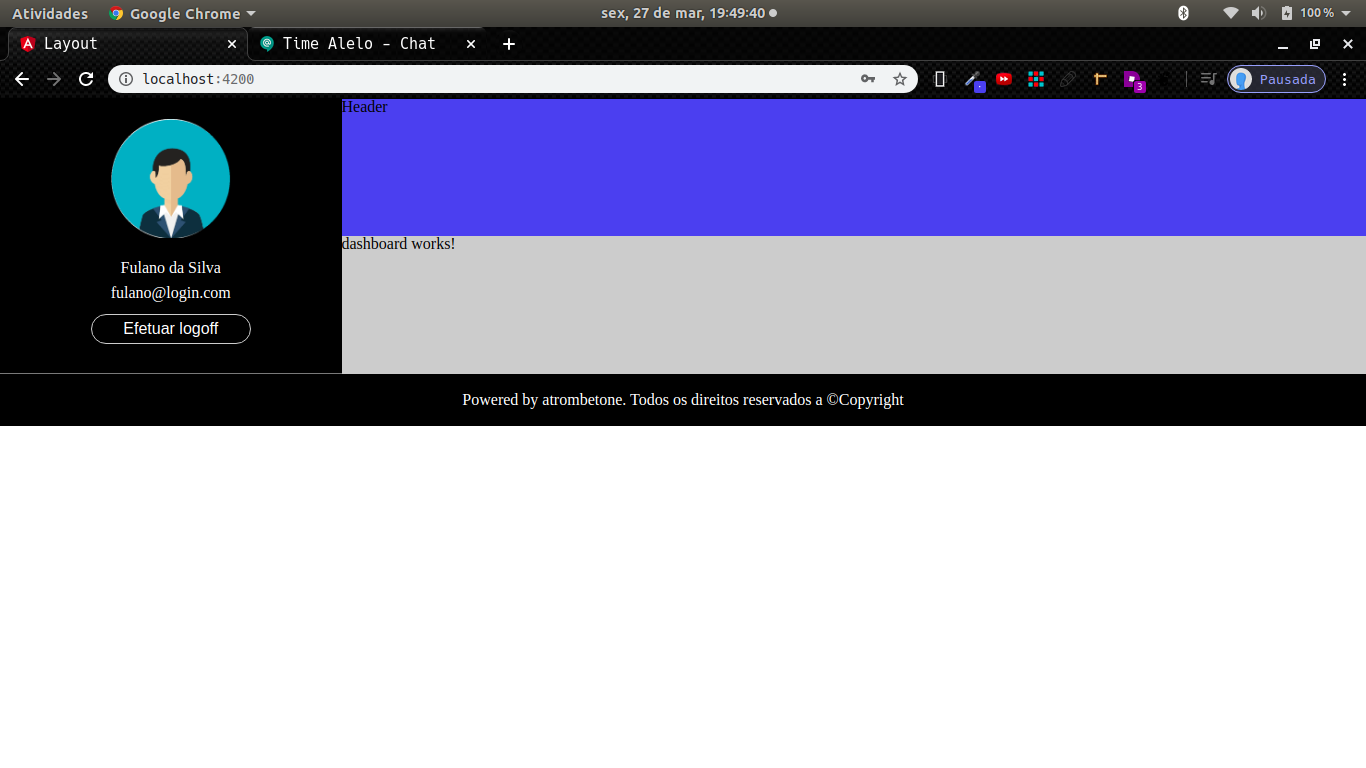 Atividades Google Chrome sex, 27 de mar, 19:49:40 100 %
Layout Time Alelo - Chat
localhost:4200 3 Pausada
Header
dashboard works!
Fulano da Silva
fulano@login.com
Efetuar logoff
Powered by atrombetone. Todos os direitos reservados a ©Copyright